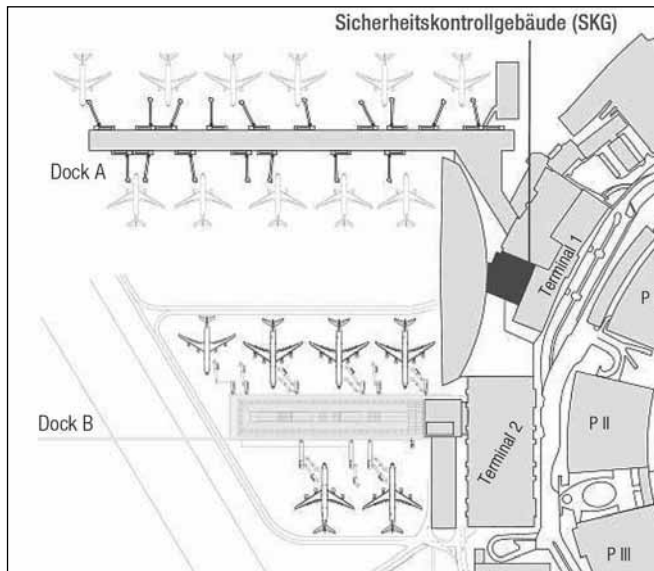 Sicherheitskontrollgebäude (SKG)
Dock A
Terminal 1
P
Dock B
P II
Terminal 2
P III